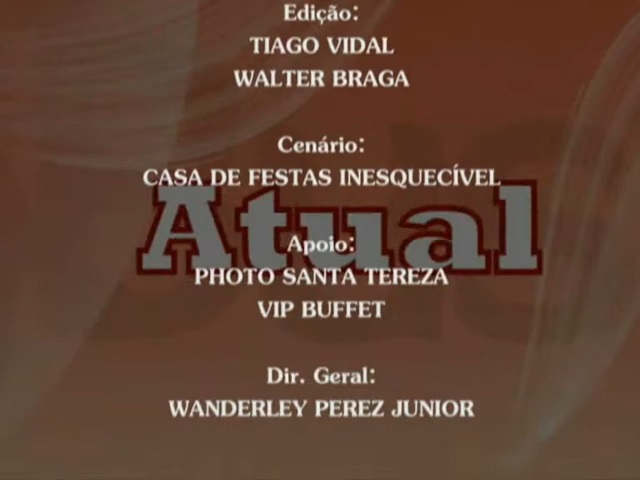 Edição:
TIAGO VIDAL
WALTER BRAGA
Cenário:
CASA DE FESTAS INESQUECÍVEL
Atual
Apoio:
PHOTO SANTA TEREZA
VIP BUFFET
Dir. Geral:
WANDERLEY PEREZ JUNIOR